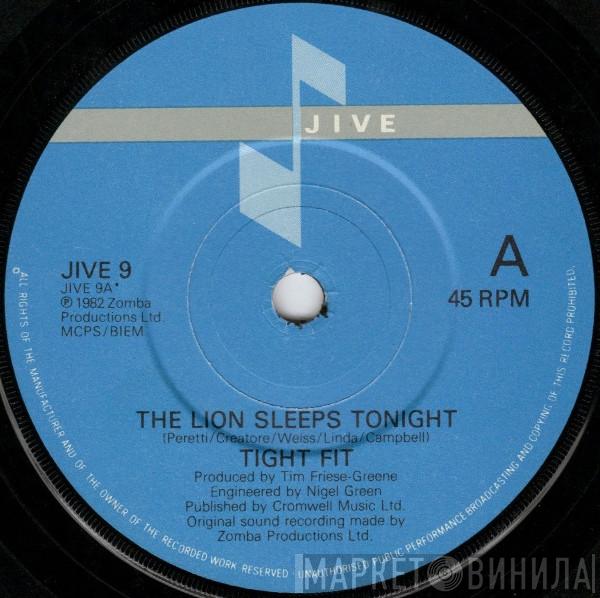 JIVE
JIVE 9
JIVE 9A*
℗ 1982 Zomba
Productions Ltd.
MCPS/BIEM
A
45 RPM
THE LION SLEEPS TONIGHT
(Peretti/Creatore/Weiss/Linda/Campbell)
TIGHT FIT
Produced by Tim Friese-Greene
Engineered by Nigel Green
Published by Cromwell Music Ltd.
Original sound recording made by
Zomba Productions Ltd.
ALL RIGHTS OF THE MANUFACTURER AND OF THE OWNER OF THE RECORDED WORK RESERVED · UNAUTHORISED PUBLIC PERFORMANCE BROADCASTING AND COPYING OF THIS RECORD PROHIBITED.
МАРКЕТ ВИНИЛА